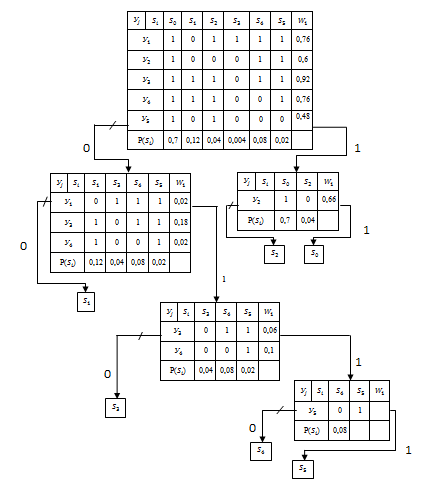 yj si s0 s1 s2 s3 s4 s5 W1
y1 1 0 1 1 1 1 0,76
y2 1 0 0 0 1 1 0,6
y3 1 1 1 0 1 1 0,92
y4 1 1 1 0 0 1 0,76
y5 1 0 1 0 0 0 0,48
P(Si) 0,7 0,12 0,04 0,004 0,08 0,02
0
1
yj si s1 s3 s4 s5 W1
y1 0 1 1 1 0,02
y3 1 0 1 1 0,18
y4 1 0 0 1 0,02
P(Si) 0,12 0,04 0,08 0,02
yj si s0 s2 W1
y2 1 0 0,66
P(Si) 0,7 0,04
1
0
s2
s0
s1
1
yj si s3 s4 s5 W1
y3 0 1 1 0,06
y4 0 0 1 0,1
P(Si) 0,04 0,08 0,02
0
1
s3
yj si s4 s5 W1
y5 0 1
P(Si) 0,08
0
1
s4
s5